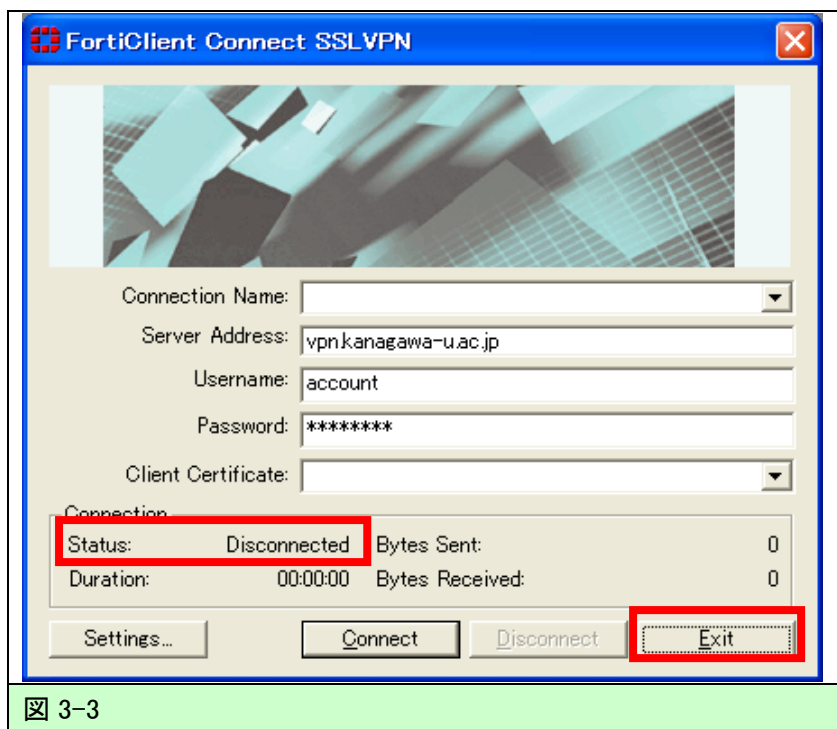 FortiClient Connect SSLVPN
Connection Name:
Server Address: vpn.kanagawa-u.ac.jp
Username: account
Password: ********
Client Certificate:
Connection
Status: Disconnected Bytes Sent: 0
Duration: 00:00:00 Bytes Received: 0
Settings... Connect Disconnect Exit
図 3-3